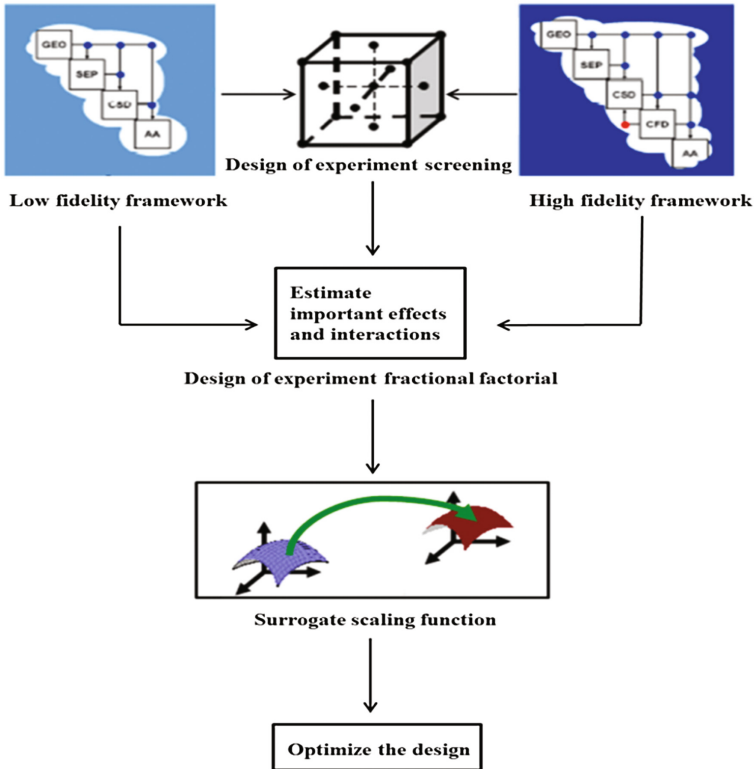 GEO
SEP
CSD
AA
GEO
SEP
CSD
CFD
AA
Design of experiment screening
Low fidelity framework
High fidelity framework
Estimate
important effects
and interactions
Design of experiment fractional factorial
Surrogate scaling function
Optimize the design